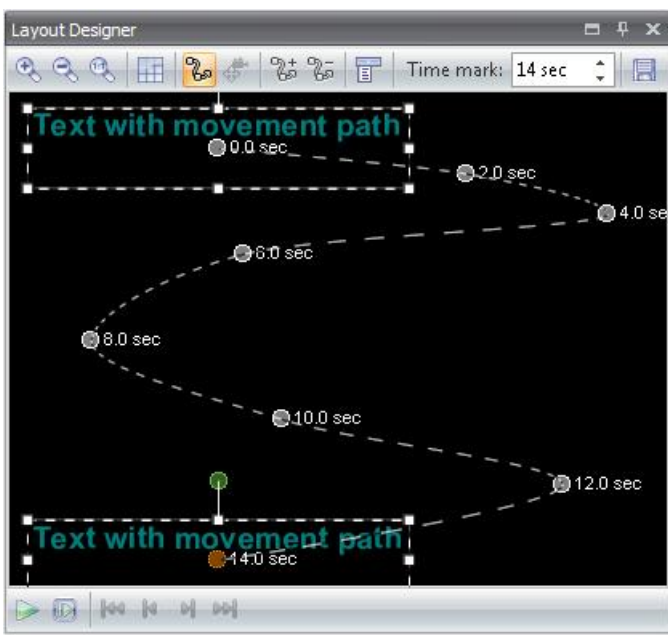 Layout Designer
Time mark: 14 sec
Text with movement path
0.0 sec
2.0 sec
4.0 se
6.0 sec
8.0 sec
10.0 sec
12.0 sec
Text with movement path
14.0 sec